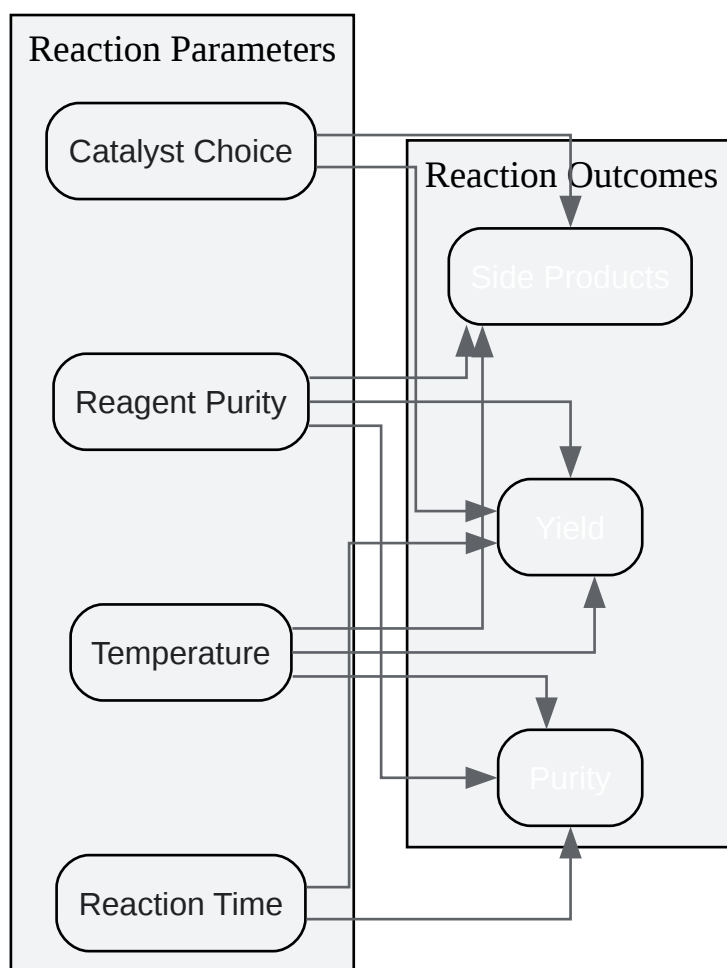 Reaction Parameters
Catalyst Choice
Reagent Purity
Temperature
Reaction Time
Reaction Outcomes
Side Products
Yield
Purity